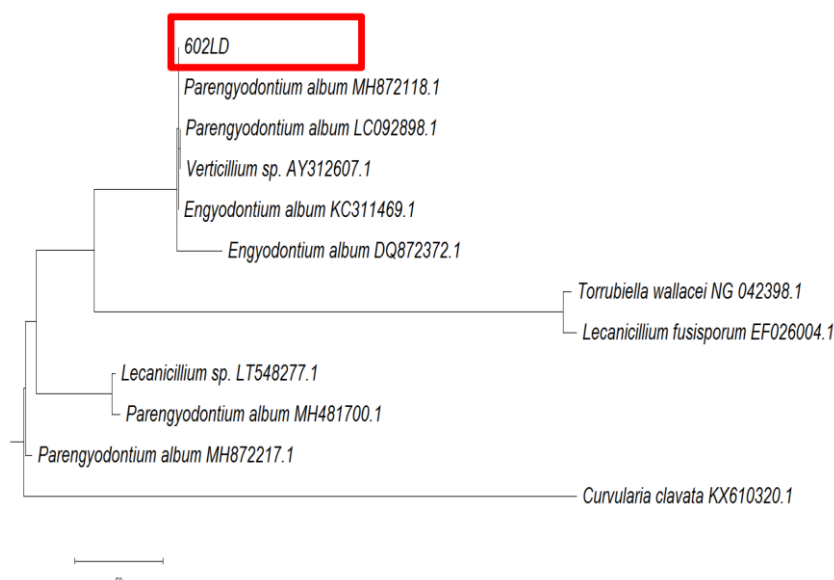 602LD
Parengyodontium album MH872118.1
Parengyodontium album LC092898.1
Verticillium sp. AY312607.1
Engyodontium album KC311469.1
Engyodontium album DQ872372.1
Torrubiella wallacei NG 042398.1
Lecanicillium fusisporum EF026004.1
Lecanicillium sp. LT548277.1
Parengyodontium album MH481700.1
Parengyodontium album MH872217.1
Curvularia clavata KX610320.1